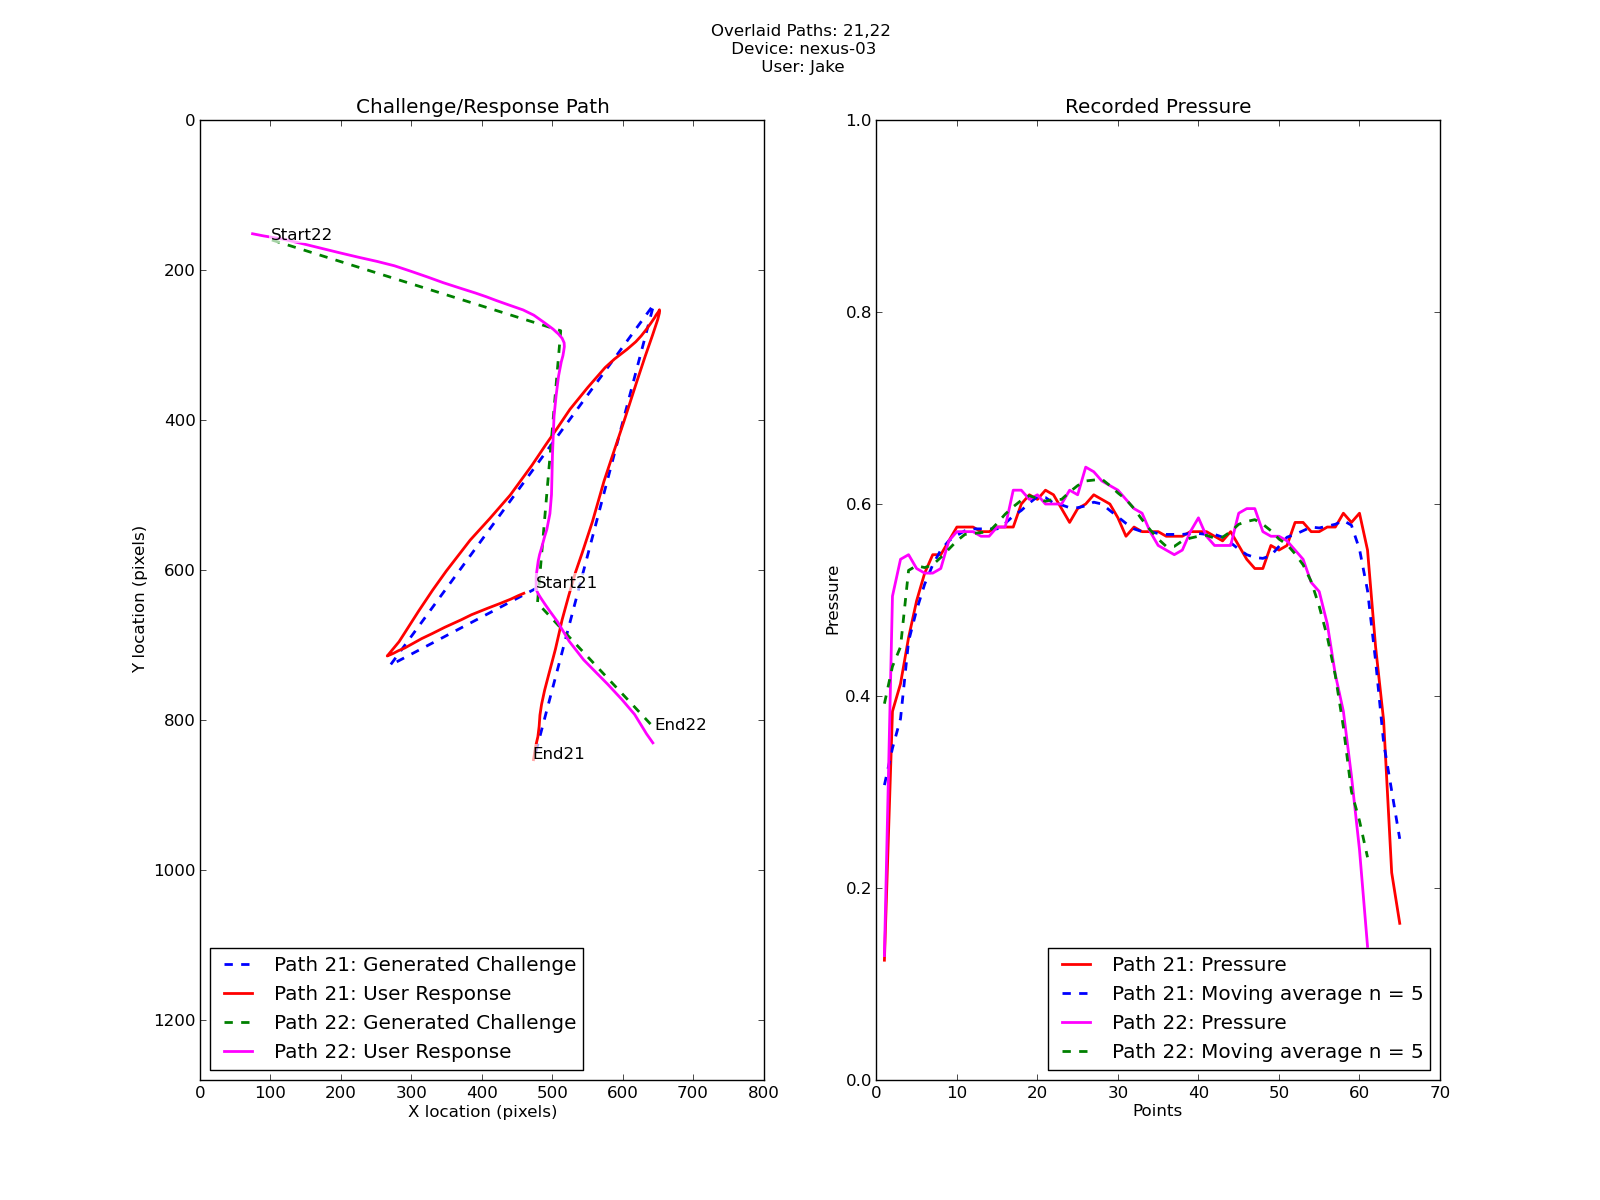 Overlaid Paths: 21,22
Device: nexus-03
User: Jake
Challenge/Response Path
0
200
400
600
800
1000
1200
Y location (pixels)
Start22
Start21
End22
End21
Path 21: Generated Challenge
Path 21: User Response
Path 22: Generated Challenge
Path 22: User Response
0 100 200 300 400 500 600 700 800
X location (pixels)
Recorded Pressure
1.0
0.8
0.6
0.4
0.2
0.0
Pressure
Path 21: Pressure
Path 21: Moving average n = 5
Path 22: Pressure
Path 22: Moving average n = 5
0 10 20 30 40 50 60 70
Points